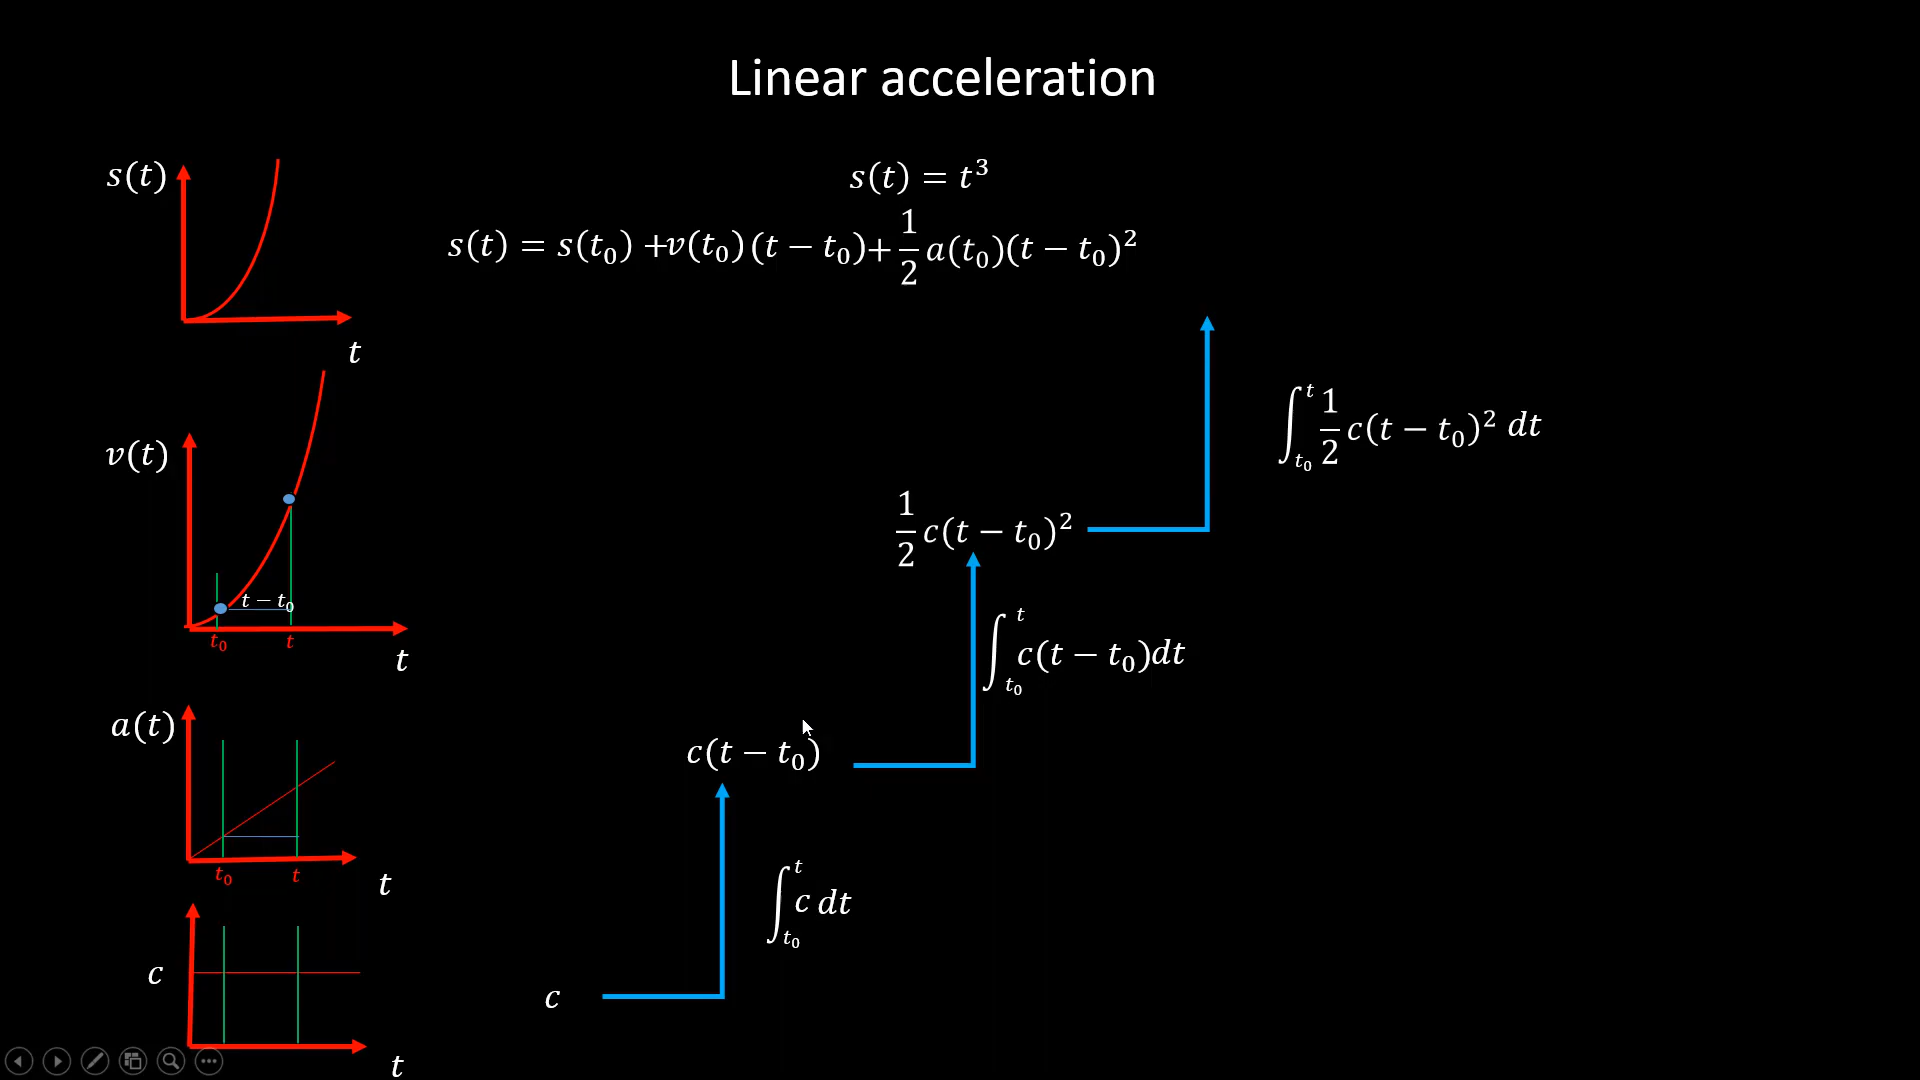 Linear acceleration
s(t)
s(t) = t³
s(t) = s(t₀) +v(t₀)(t − t₀)+ 1/2 a(t₀)(t − t₀)²
t
∫_{t₀}^{t} 1/2 c(t − t₀)² dt
v(t)
1/2 c(t − t₀)²
t − t₀
t₀ t
t
∫_{t₀}^{t} c(t − t₀)dt
a(t)
c(t − t₀)
t₀ t
t
∫_{t₀}^{t} c dt
c
c
t